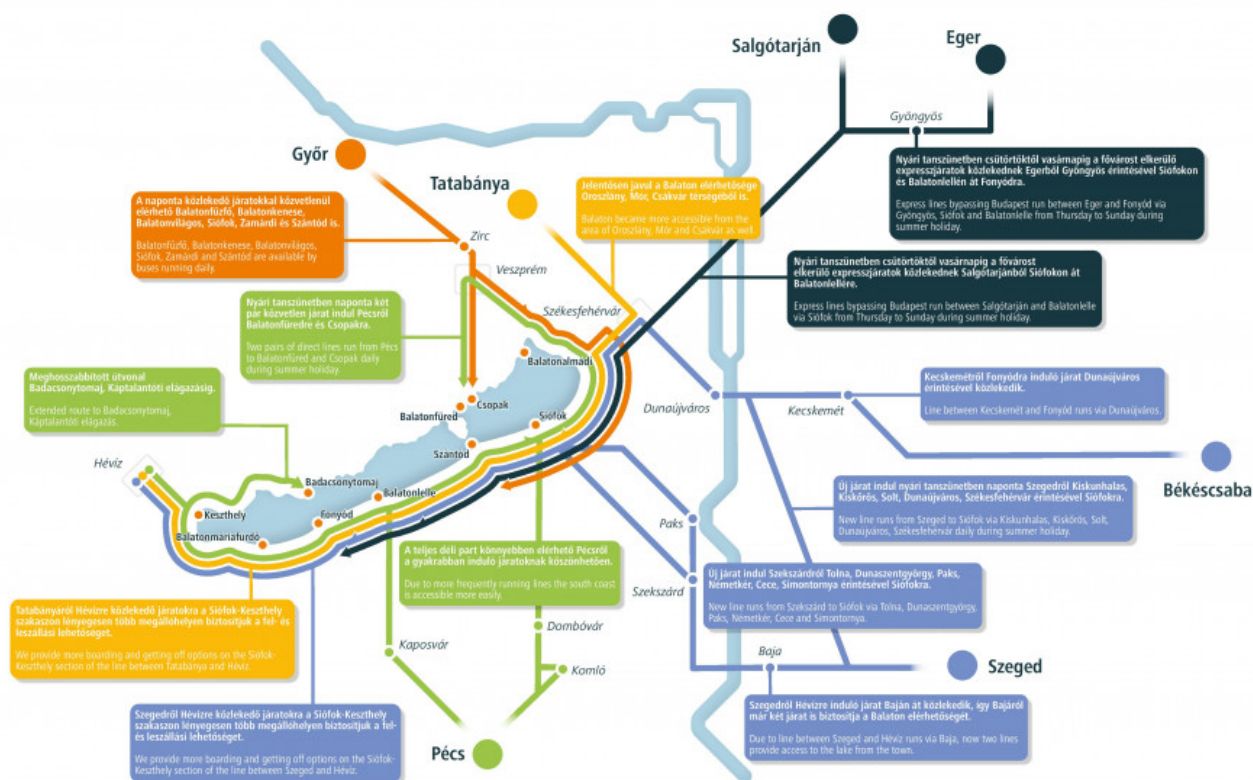 Salgótarján
Eger
Gyöngyös
Nyári tanszünetben csütörtöktől vasárnapig a fővárost elkerülő
expresszjáratok közlekednek Egerból Gyöngyös érintésével Siófokon
és Balatonlellén át Fonyódra.
Express lines bypassing Budapest run between Eger and Fonyód via
Gyöngyös, Siófok and Balatonlelle from Thursday to Sunday during
summer holiday.
Győr
Tatabánya
A naponta közlekedő járatokkal közvetlenül
elérhető Balatonfűzfő, Balatonkenese,
Balatonvilágos, Siófok, Zamárdi és Szántód is.
Balatonfűzfő, Balatonkenese, Balatonvilágos,
Siófok, Zamárdi and Szántód are available by
buses running daily.
Jelentősen javul a Balaton elérhetősége
Oroszlány, Mór, Csákvár térségéből is.
Balaton became more accessible from the
area of Oroszlány, Mór and Csákvár as well.
Zirc
Veszprém
Székesfehérvár
Nyári tanszünetben csütörtöktől vasárnapig a fővárost
elkerülő expresszjáratok közlekednek Salgótarjánból Siófokon át
Balatonlellére.
Express lines bypassing Budapest run between Salgótarján and Balatonlelle
via Siófok from Thursday to Sunday during summer holiday.
Nyári tanszünetben naponta két
pár közvetlen járat indul Pécsről
Balatonfüredre és Csopakra.
Two pairs of direct lines run from Pécs
to Balatonfüred and Csopak daily
during summer holiday.
Meghosszabbított útvonal
Badacsonytomaj, Káptalantóti elágazásig.
Extended route to Badacsonytomaj,
Káptalantóti elágazás.
Balatonalmádi
Csopak
Balatonfüred
Siófok
Szántód
Dunaújváros
Kecskemét
Kecskemétről Fonyódra induló járat Dunaújváros
érintésével közlekedik.
Line between Kecskemét and Fonyód runs via Dunaújváros.
Békéscsaba
Hévíz
Badacsonytomaj
Balatonlelle
Keszthely
Fonyód
Balatonmariafurdő
Új járat indul nyári tanszünetben naponta Szegedről Kiskunhalas,
Kiskőrös, Solt, Dunaújváros, Székesfehérvár érintésével Siófokra.
New line runs from Szeged to Siófok via Kiskunhalas, Kiskőrös, Solt,
Dunaújváros, Székesfehérvár daily during summer holiday.
Paks
Szekszárd
A teljes déli part könnyebben elérhető Pécsről
a gyakrabban induló járatoknak köszönhetően.
Due to more frequently running lines the south coast
is accessible more easily.
Új járat indul Szekszárdról Tolna, Dunaszentgyörgy, Paks,
Németkér, Cece, Simontornya érintésével Siófokra.
New line runs from Szekszárd to Siófok via Tolna, Dunaszentgyörgy,
Paks, Németkér, Cece and Simontornya.
Tatabányáról Hévízre közlekedő járatokra a Siófok-Keszthely
szakaszon lényegesen több megállóhelyen biztosítjuk a fel- és
leszállási lehetőséget.
We provide more boarding and getting off options on the Siófok-
Keszthely section of the line between Tatabánya and Hévíz.
Kaposvár
Dombóvár
Komló
Baja
Szeged
Pécs
Szegedről Hévízre közlekedő járatokra a Siófok-Keszthely
szakaszon lényegesen több megállóhelyen biztosítjuk a fel-
és leszállási lehetőséget.
We provide more boarding and getting off options on the Siófok-
Keszthely section of the line between Szeged and Hévíz.
Szegedről Hévízre induló járat Baján át közlekedik, így Bajáról
már két járat is biztosítja a Balaton elérhetőségét.
Due to line between Szeged and Hévíz runs via Baja, now two lines
provide access to the lake from the town.